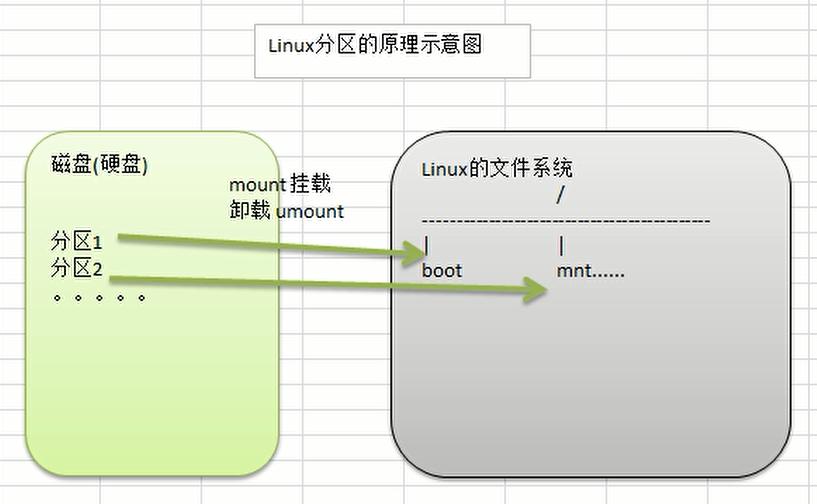 Linux分区的原理示意图
磁盘(硬盘)
mount 挂载
卸载 umount
分区1
分区2
。。。。。
Linux的文件系统
/
---------------------------------------
| |
boot mnt......